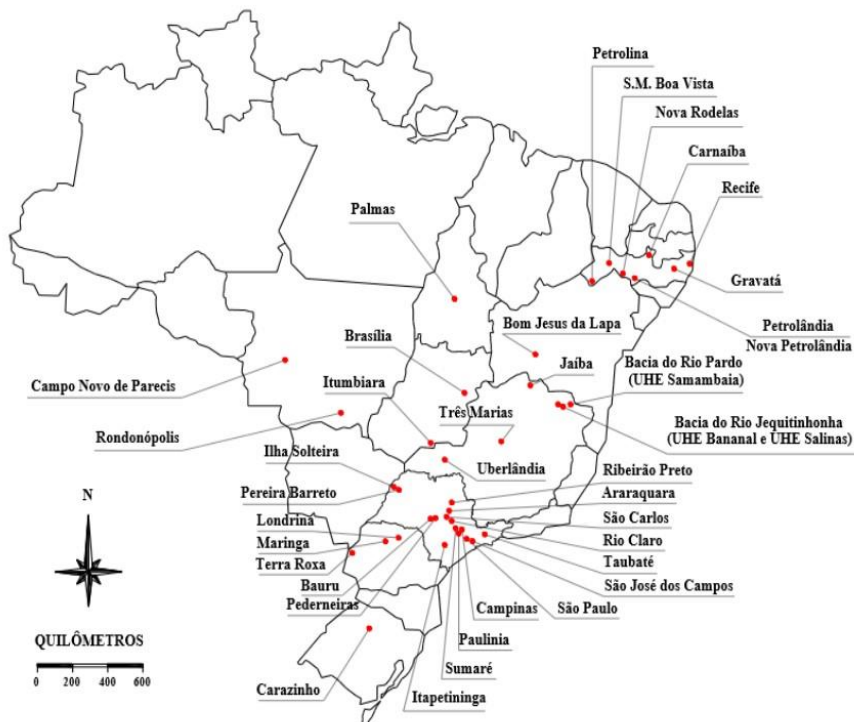 Petrolina
S.M. Boa Vista
Nova Rodelas
Carnaíba
Recife
Palmas
Gravatá
Petrolândia
Nova Petrolândia
Bom Jesus da Lapa
Brasília
Jaíba
Bacia do Rio Pardo
(UHE Samambaia)
Campo Novo de Parecis
Itumbiara
Três Marias
Bacia do Rio Jequitinhonha
(UHE Bananal e UHE Salinas)
Rondonópolis
Ilha Solteira
Uberlândia
Ribeirão Preto
Pereira Barreto
Araraquara
N
Londrina
São Carlos
Maringa
Rio Claro
Terra Roxa
Taubaté
Bauru
São José dos Campos
Pederneiras
Campinas
São Paulo
QUILÔMETROS
Paulinia
0 200 400 600
Sumaré
Carazinho
Itapetininga